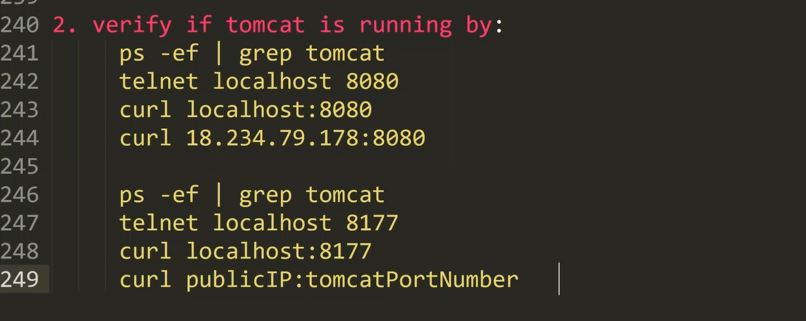 240 2. verify if tomcat is running by:
241 ps -ef | grep tomcat
242 telnet localhost 8080
243 curl localhost:8080
244 curl 18.234.79.178:8080
245
246 ps -ef | grep tomcat
247 telnet localhost 8177
248 curl localhost:8177
249 curl publicIP:tomcatPortNumber